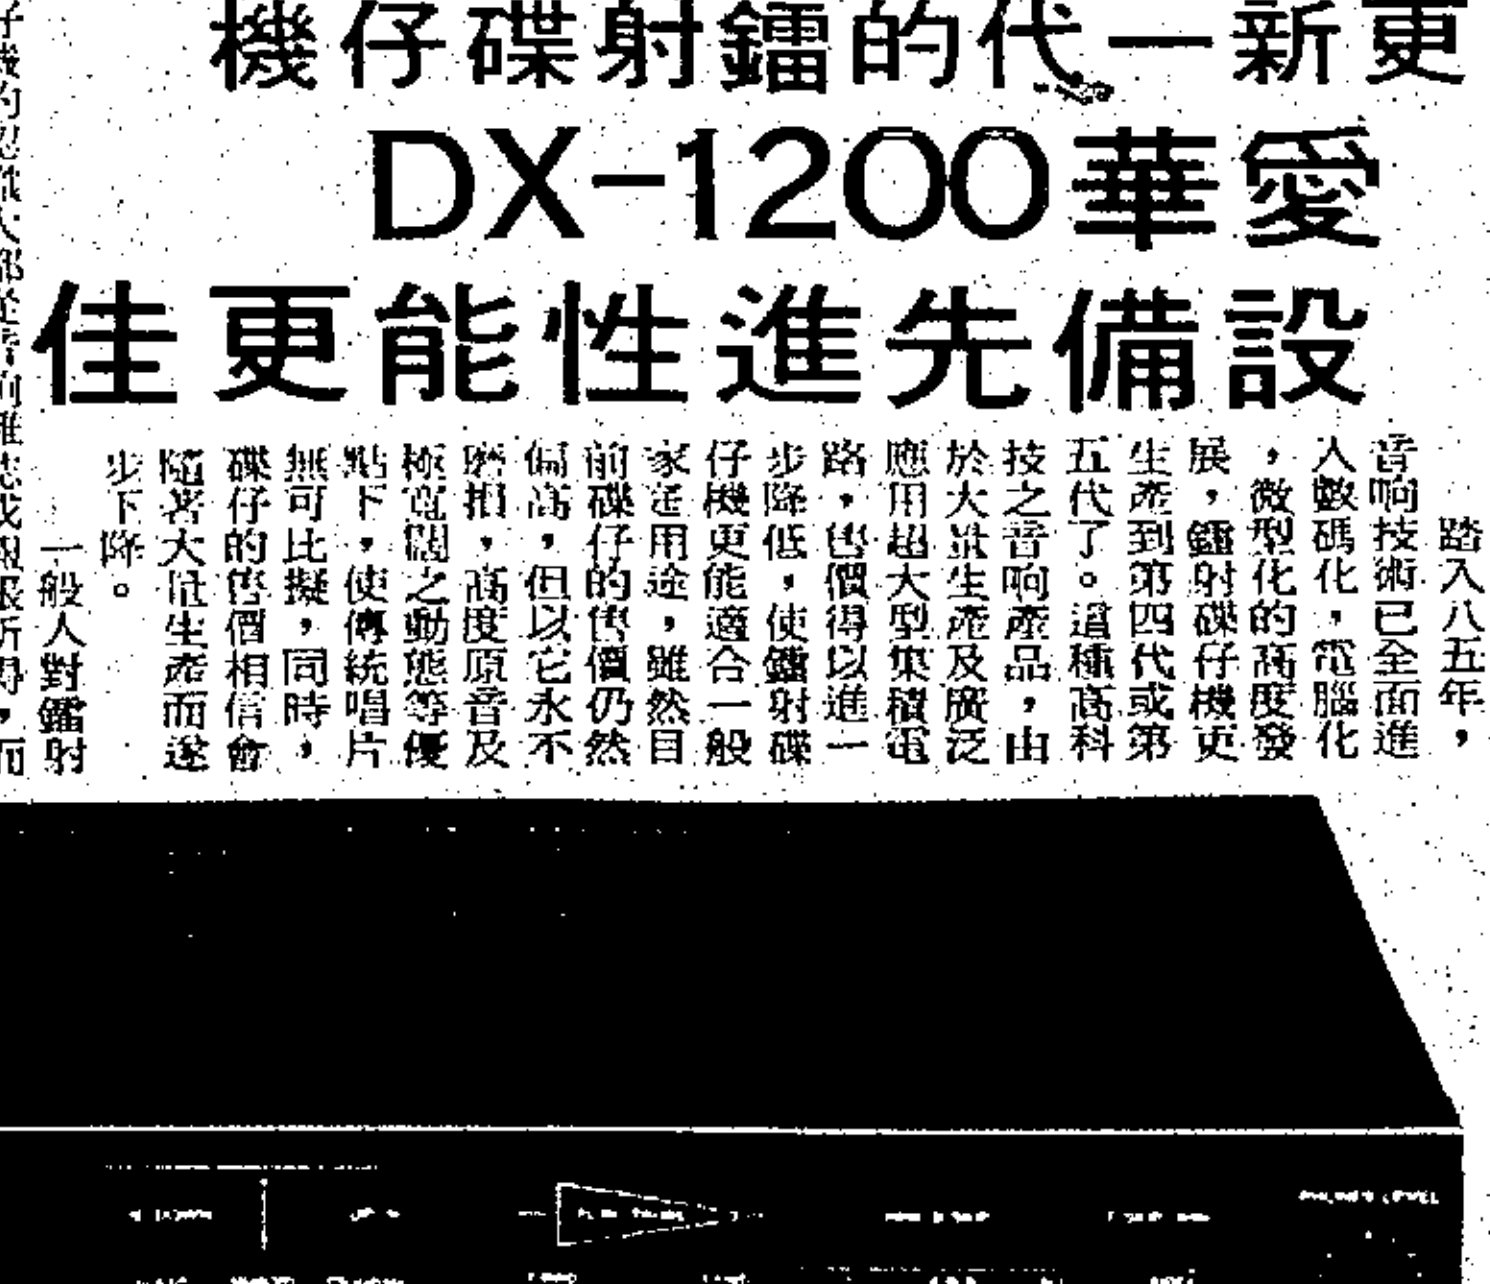 更新一代的鐳射碟仔機
愛華DX-1200
設備先進性能更佳
踏入八五年，
音响技術已全面進
入數碼化，電腦化
，微型化的高度發
展，鐳射碟仔機更
生產到第四代或第
五代了。這種高科
技之音响產品，由
於大量生產及廣泛
應用超大型集積電
路，售價得以進一
步降低，使鐳射碟
仔機更能適合一般
家庭用途，雖然目
前碟仔的售價仍然
偏高，但以它永不
磨損，高度原音及
極寬闊之動態等優
點下，使傳統唱片
無可比擬，同時，
碟仔的售價相信會
隨著大量生產而逐
步下降。
一般人對鐳射